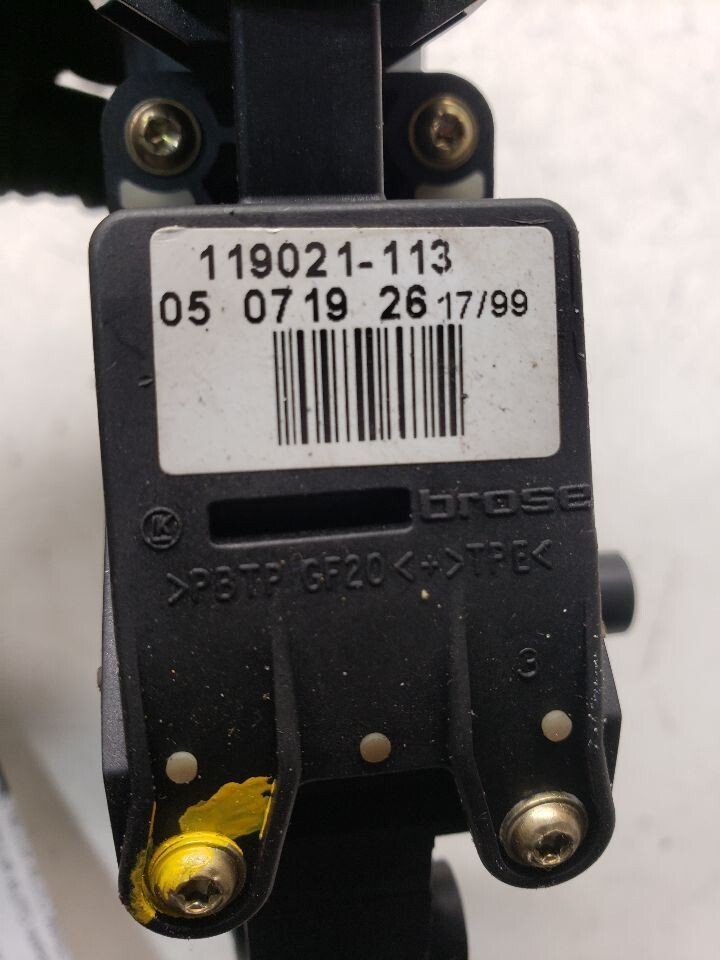 119021-113
05 0719 26 17/99
brose
K
>PBTP GF20<+>TPE<
3